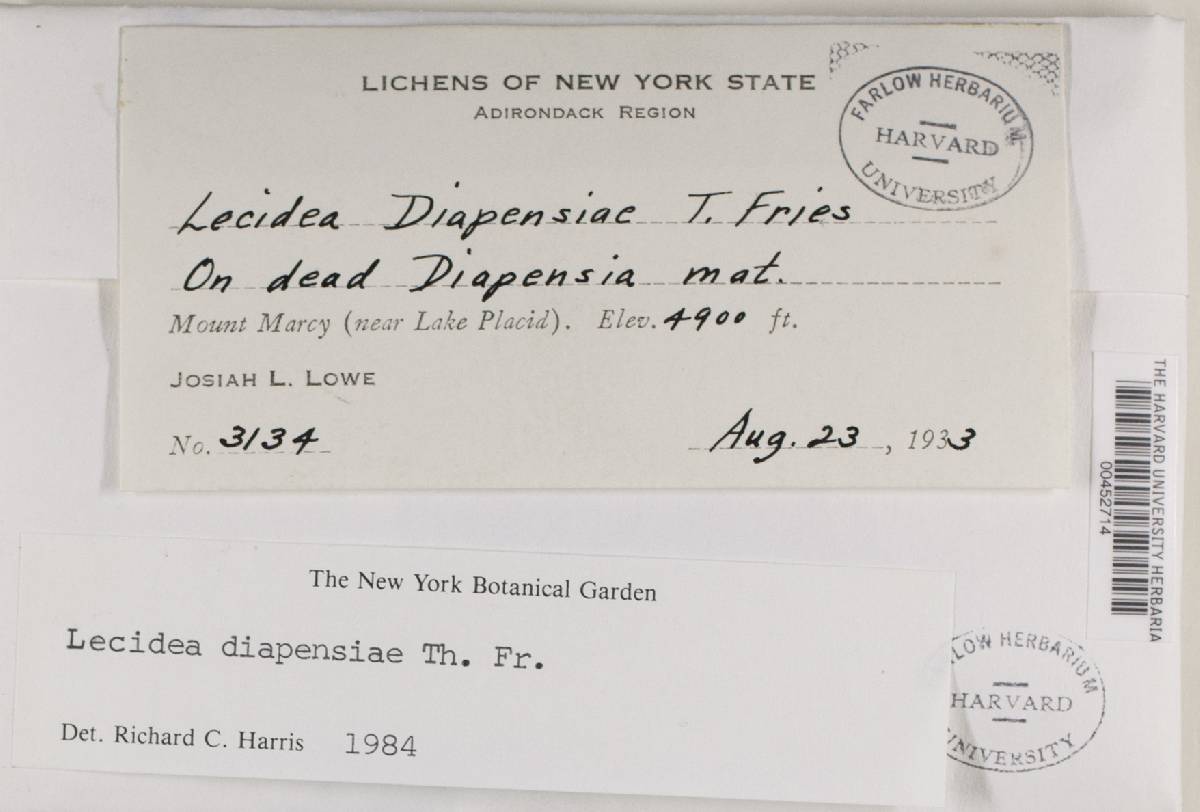 LICHENS OF NEW YORK STATE
ADIRONDACK REGION
FARLOW HERBARIUM
HARVARD
UNIVERSITY
Lecidea Diapensiae T. Fries
On dead Diapensia mat.
Mount Marcy (near Lake Placid). Elev. 4900 ft.
JOSIAH L. LOWE
No. 3134 Aug. 23, 1933
THE HARVARD UNIVERSITY HERBARIA
00452714
The New York Botanical Garden
Lecidea diapensiae Th. Fr.
Det. Richard C. Harris 1984
LOW HERBARIUM
HARVARD
UNIVERSITY